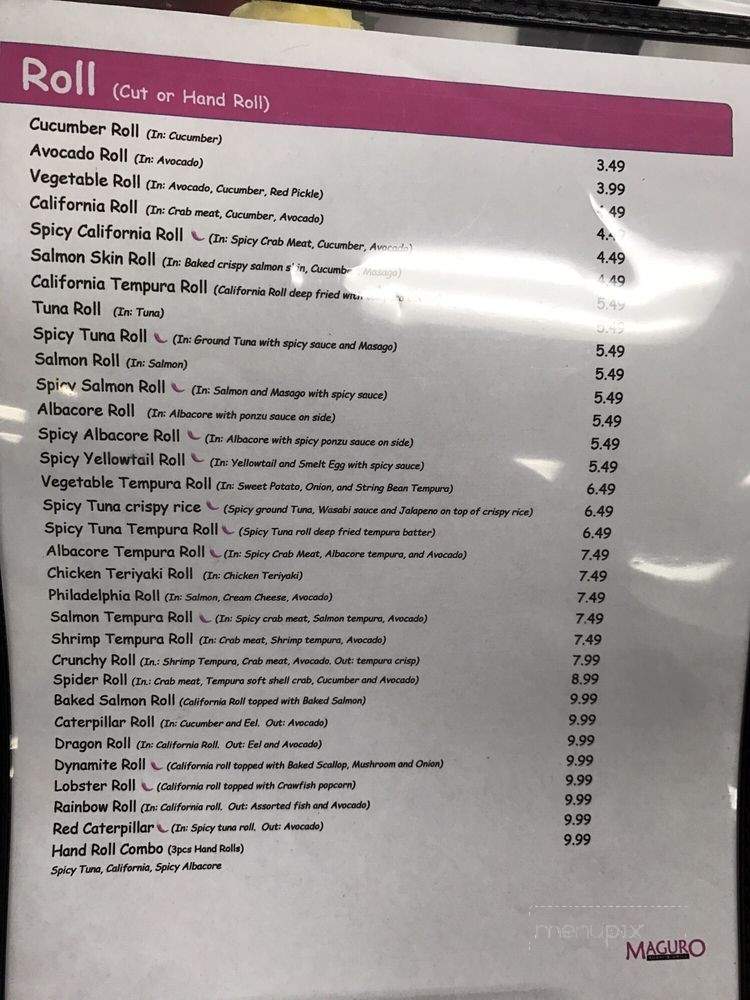 Roll (Cut or Hand Roll)
Cucumber Roll (In: Cucumber) 3.49
Avocado Roll (In: Avocado) 3.99
Vegetable Roll (In: Avocado, Cucumber, Red Pickle) 49
California Roll (In: Crab meat, Cucumber, Avocado) 4.
Spicy California Roll (In: Spicy Crab Meat, Cucumber, Avocado) 4.49
Salmon Skin Roll (In: Baked crispy salmon skin, Cucumber, Masago) 4.49
California Tempura Roll (California Roll deep fried with 5.49
Tuna Roll (In: Tuna) 5.49
Spicy Tuna Roll (In: Ground Tuna with spicy sauce and Masago) 5.49
Salmon Roll (In: Salmon) 5.49
Spicy Salmon Roll (In: Salmon and Masago with spicy sauce) 5.49
Albacore Roll (In: Albacore with ponzu sauce on side) 5.49
Spicy Albacore Roll (In: Albacore with spicy ponzu sauce on side) 5.49
Spicy Yellowtail Roll (In: Yellowtail and Smelt Egg with spicy sauce) 5.49
Vegetable Tempura Roll (In: Sweet Potato, Onion, and String Bean Tempura) 6.49
Spicy Tuna crispy rice (Spicy ground Tuna, Wasabi sauce and Jalapeno on top of crispy rice) 6.49
Spicy Tuna Tempura Roll (Spicy Tuna roll deep fried tempura batter) 6.49
Albacore Tempura Roll (In: Spicy Crab Meat, Albacore tempura, and Avocado) 7.49
Chicken Teriyaki Roll (In: Chicken Teriyaki) 7.49
Philadelphia Roll (In: Salmon, Cream Cheese, Avocado) 7.49
Salmon Tempura Roll (In: Spicy crab meat, Salmon tempura, Avocado) 7.49
Shrimp Tempura Roll (In: Crab meat, Shrimp tempura, Avocado) 7.49
Crunchy Roll (In.: Shrimp Tempura, Crab meat, Avocado. Out: tempura crisp) 7.99
Spider Roll (In.: Crab meat, Tempura soft shell crab, Cucumber and Avocado) 8.99
Baked Salmon Roll (California Roll topped with Baked Salmon) 9.99
Caterpillar Roll (In: Cucumber and Eel. Out: Avocado) 9.99
Dragon Roll (In: California Roll. Out: Eel and Avocado) 9.99
Dynamite Roll (California roll topped with Baked Scallop, Mushroom and Onion) 9.99
Lobster Roll (California roll topped with Crawfish popcorn) 9.99
Rainbow Roll (In: California roll. Out: Assorted fish and Avocado) 9.99
Red Caterpillar (In: Spicy tuna roll. Out: Avocado) 9.99
Hand Roll Combo (3pcs Hand Rolls) 9.99
Spicy Tuna, California, Spicy Albacore
menupix
MAGURO